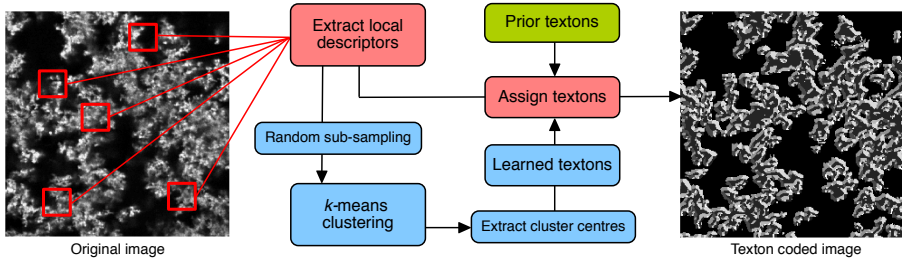 Extract local
descriptors
Prior textons
Assign textons
Random sub-sampling
Learned textons
k-means
clustering
Extract cluster centres
Original image
Texton coded image